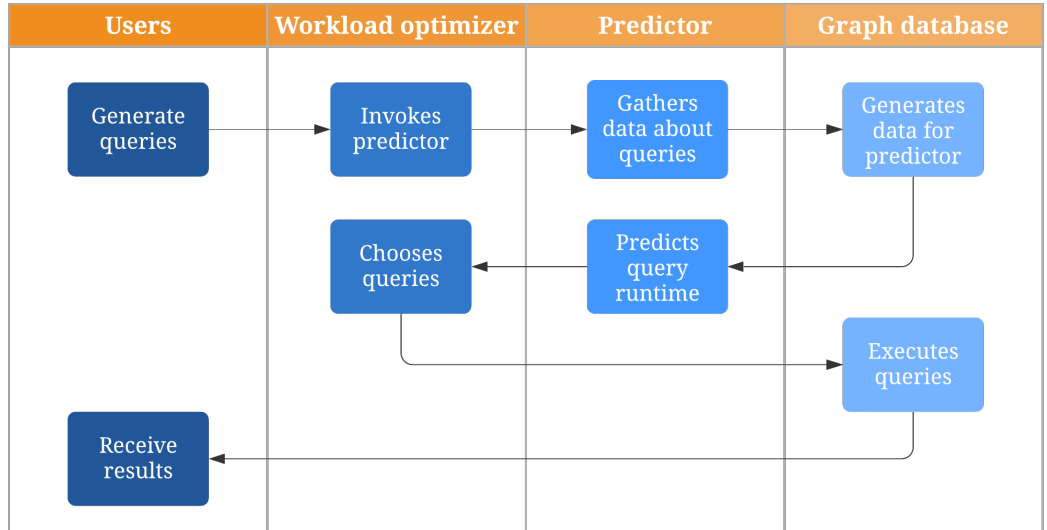 Users
Workload optimizer
Predictor
Graph database
Generate
queries
Invokes
predictor
Gathers
data about
queries
Generates
data for
predictor
Chooses
queries
Predicts
query
runtime
Executes
queries
Receive
results